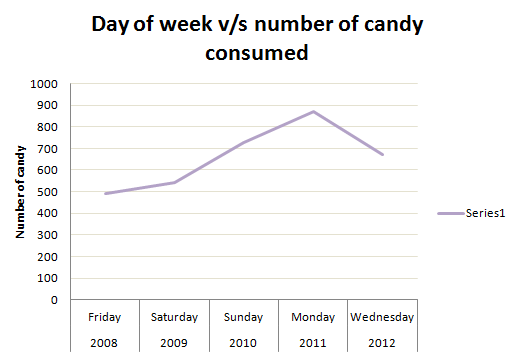 Day of week v/s number of candy
consumed
1000
900
800
700
600
500
400
300
200
100
0
Number of candy
Series1
Friday Saturday Sunday Monday Wednesday
2008 2009 2010 2011 2012